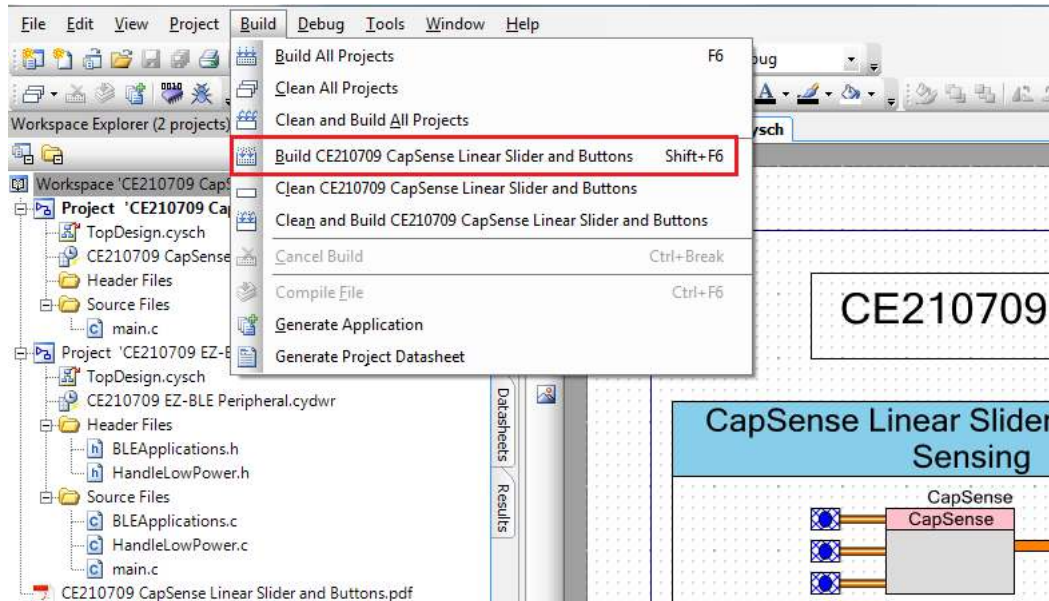 File Edit View Project Build Debug Tools Window Help
Build All Projects F6
Clean All Projects
Clean and Build All Projects
Build CE210709 CapSense Linear Slider and Buttons Shift+F6
Clean CE210709 CapSense Linear Slider and Buttons
Clean and Build CE210709 CapSense Linear Slider and Buttons
Cancel Build Ctrl+Break
Compile File Ctrl+F6
Generate Application
Generate Project Datasheet
bug
ysch
Workspace Explorer (2 projects)
Workspace 'CE210709 Cap
Project 'CE210709 Ca
TopDesign.cysch
CE210709 CapSense
Header Files
Source Files
main.c
Project 'CE210709 EZ-
TopDesign.cysch
CE210709 EZ-BLE Peripheral.cydwr
Header Files
BLEApplications.h
HandleLowPower.h
Source Files
BLEApplications.c
HandleLowPower.c
main.c
CE210709 CapSense Linear Slider and Buttons.pdf
Datasheets
Results
CE210709
CapSense Linear Slider
Sensing
CapSense
CapSense